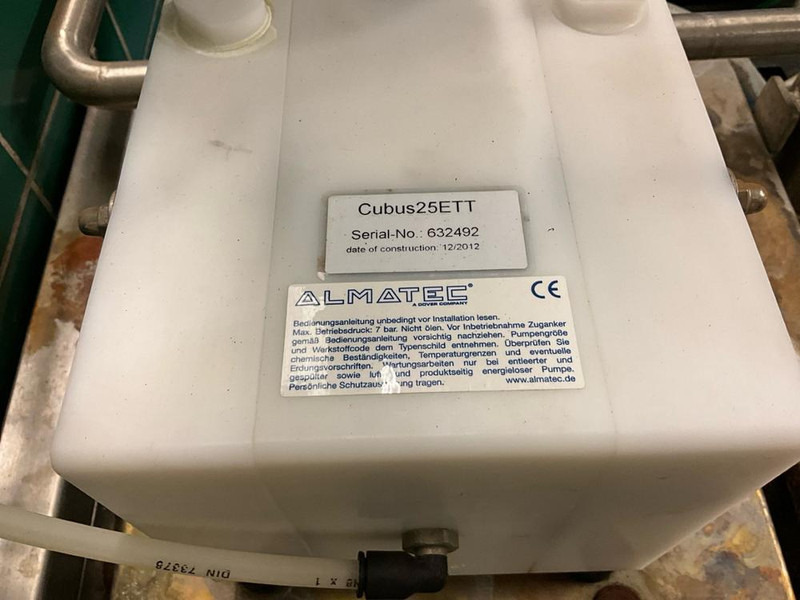 Cubus25ETT
Serial-No.: 632492
date of construction: 12/2012
ALMATEC®
A DOVER COMPANY
CE
Bedienungsanleitung unbedingt vor Installation lesen.
Max. Betriebsdruck: 7 bar. Nicht ölen. Vor Inbetriebnahme Zuganker
gemäß Bedienungsanleitung vorsichtig nachziehen. Pumpengröße
und Werkstoffcode dem Typenschild entnehmen. Überprüfen Sie
chemische Beständigkeiten, Temperaturgrenzen und eventuelle
Erdungsvorschriften. Wartungsarbeiten nur bei entleerter und
gespülter sowie luft- und produktseitig energieloser Pumpe.
Persönliche tragen. www.almatec.de
DIN 73378
x 1